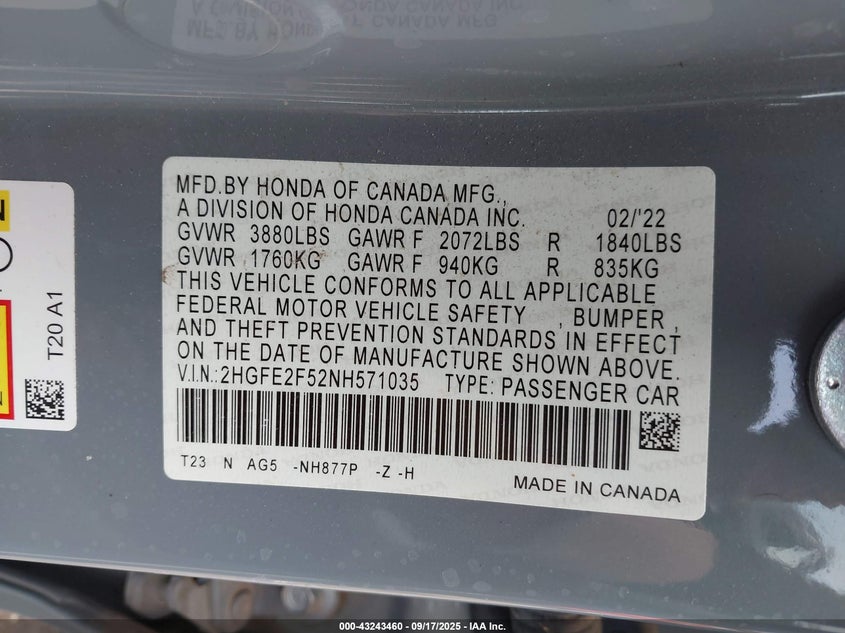 MFD.BY HONDA OF CANADA MFG.,
A DIVISION OF HONDA CANADA INC. 02/'22
GVWR 3880LBS GAWR F 2072LBS R 1840LBS
GVWR 1760KG GAWR F 940KG R 835KG
THIS VEHICLE CONFORMS TO ALL APPLICABLE
FEDERAL MOTOR VEHICLE SAFETY , BUMPER ,
AND THEFT PREVENTION STANDARDS IN EFFECT
ON THE DATE OF MANUFACTURE SHOWN ABOVE.
V.I.N.:2HGFE2F52NH571035 TYPE: PASSENGER CAR
T23 N AG5 -NH877P -Z -H
MADE IN CANADA
T20 A1
000-43243460 - 09/17/2025 - IAA Inc.